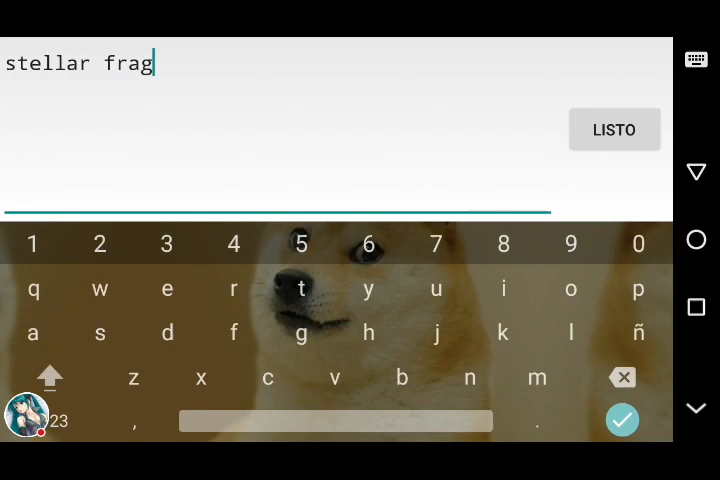 stellar frag
LISTO
1 2 3 4 5 6 7 8 9 0
q w e r t y u i o p
a s d f g h j k l ñ
z x c v b n m
23 , .